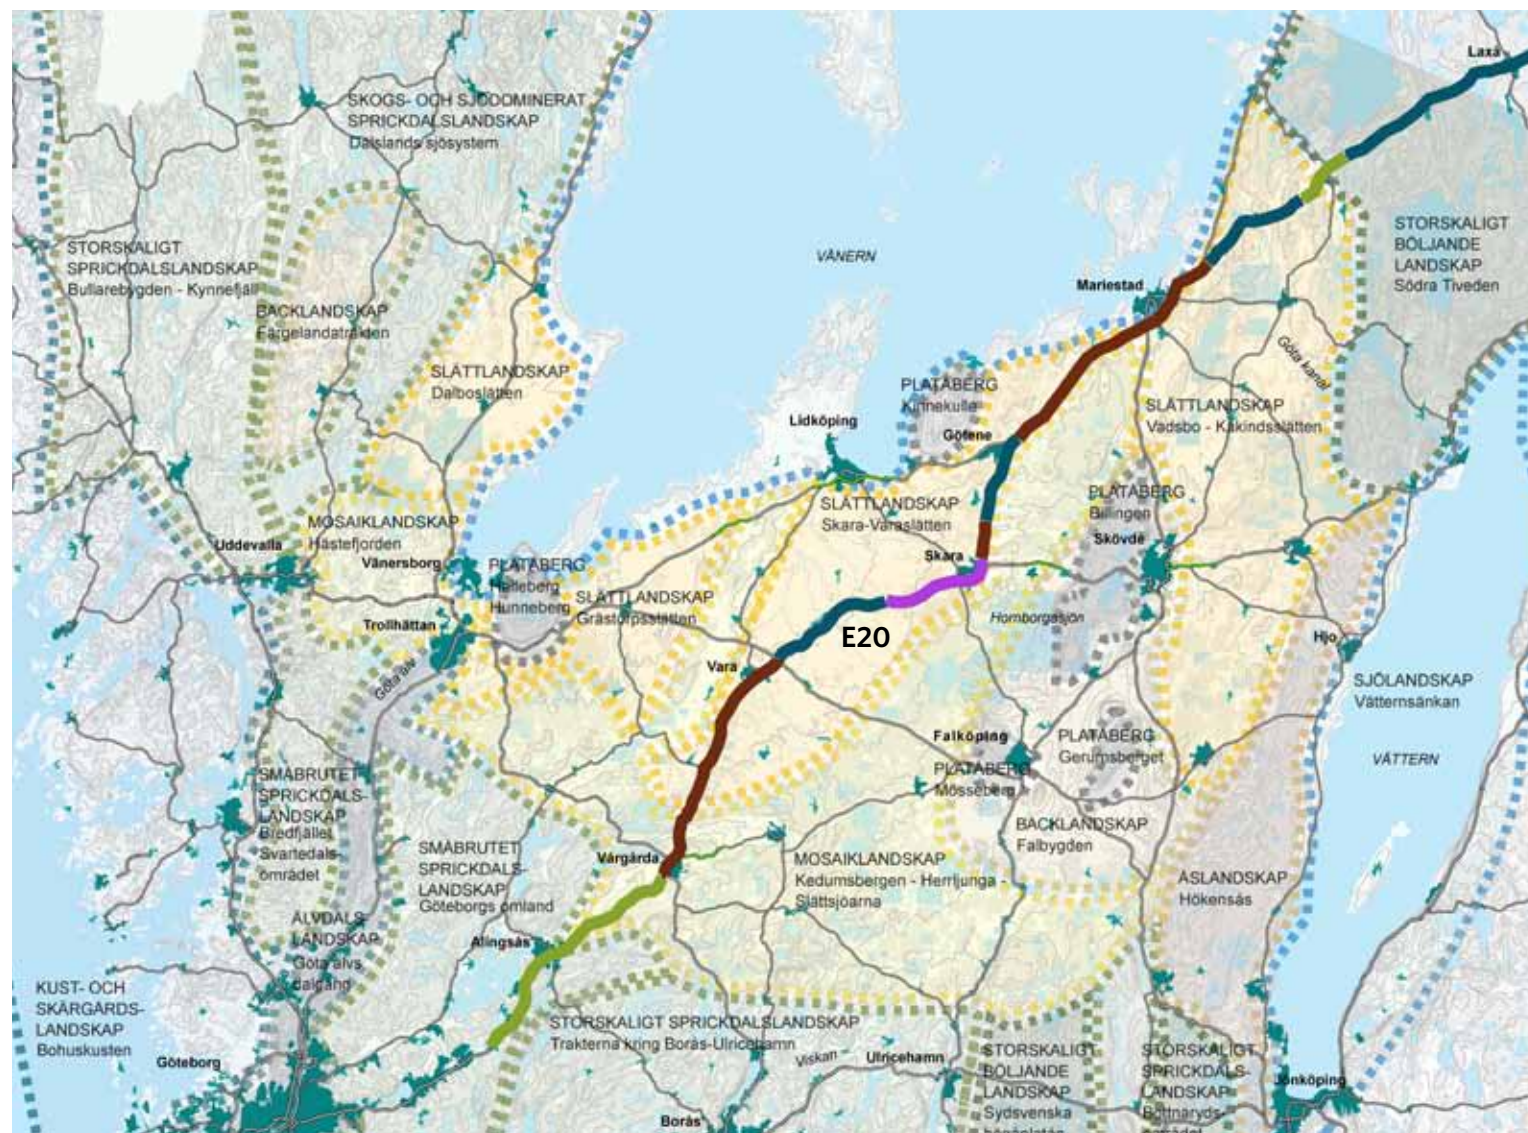 Laxå
SKOGS- OCH SJÖDOMINERAT
SPRICKDALSLANDSKAP
Dalslands sjösystem
STORSKALIGT
SPRICKDALSLANDSKAP
Bullarebygden - Kynnefjäll
STORSKALIGT
BÖLJANDE
LANDSKAP
Södra Tiveden
VÄNERN
Mariestad
BACKLANDSKAP
Färgelandatrakten
Göta kanal
SLÄTTLANDSKAP
Dalboslätten
PLATÅBERG
Kinnekulle
SLÄTTLANDSKAP
Vadsbo - Kåkindsslätten
Lidköping
Götene
PLATÅBERG
Billingen
SLÄTTLANDSKAP
Skara-Varaslätten
MOSAIKLANDSKAP
Hästefjorden
Uddevalla
Skövde
Skara
Vänersborg
PLATÅBERG
Halleberg
Hunneberg
SLÄTTLANDSKAP
Grästorpsslätten
Hornborgasjön
Trollhättan
E20
Hjo
Göta älv
Vara
SJÖLANDSKAP
Vätternsänkan
Falköping
PLATÅBERG
Gerumsberget
VÄTTERN
PLATÅBERG
Mösseberg
SMÅBRUTET
SPRICKDALS-
LANDSKAP
Bredfjället
Svartedals-
området
BACKLANDSKAP
Falbygden
SMÅBRUTET
SPRICKDALS-
LANDSKAP
Göteborgs omland
Vårgårda
MOSAIKLANDSKAP
Kedumsbergen - Herrljunga -
Slättsjöarna
ÅSLANDSKAP
Hökensås
ÄLVDALS-
LANDSKAP
Göta älvs
dalgång
Alingsås
KUST- OCH
SKÄRGÅRDS-
LANDSKAP
Bohuskusten
STORSKALIGT SPRICKDALSLANDSKAP
Trakterna kring Borås-Ulricehamn
Göteborg
Viskan
Ulricehamn
STORSKALIGT
BÖLJANDE
LANDSKAP
Sydsvenska
STORSKALIGT
SPRICKDALS-
LANDSKAP
Bottnaryds-
Jönköping
Borås